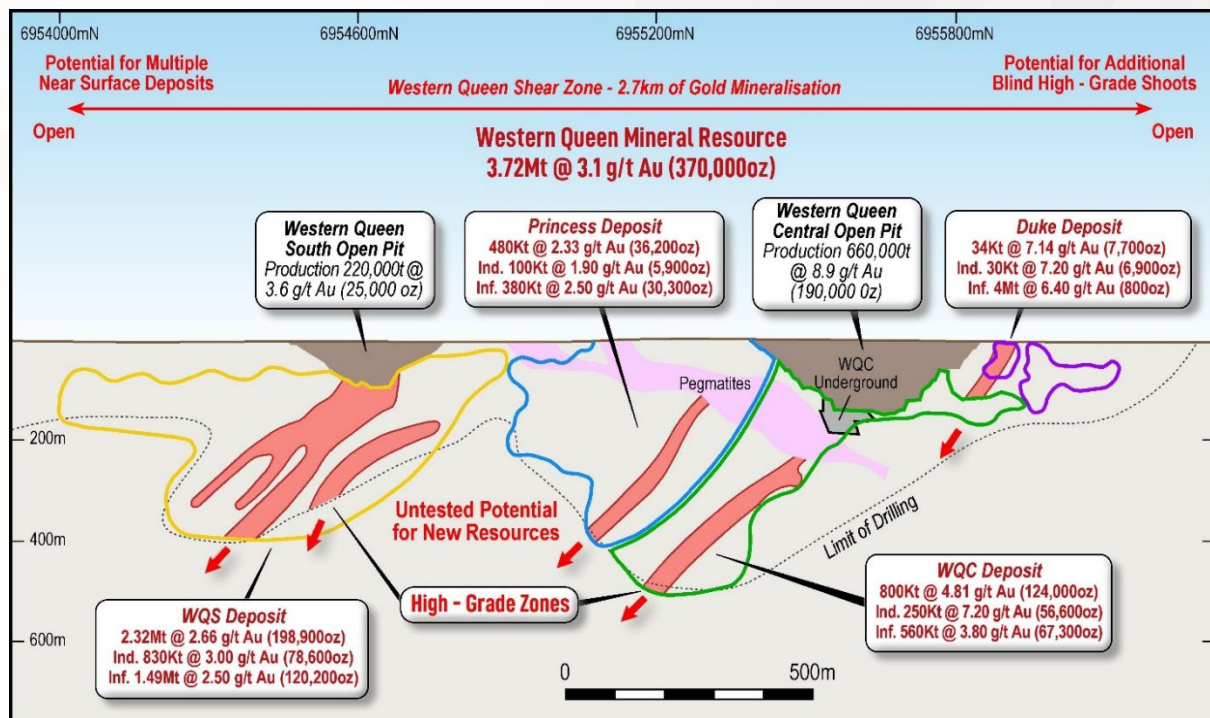 6954000mN
6954600mN
6955200mN
6955800mN
Potential for Multiple
Near Surface Deposits
Potential for Additional
Blind High - Grade Shoots
Western Queen Shear Zone - 2.7km of Gold Mineralisation
Open
Open
Western Queen Mineral Resource
3.72Mt @ 3.1 g/t Au (370,000oz)
Western Queen
South Open Pit
Production 220,000t @
3.6 g/t Au (25,000 oz)
Princess Deposit
480Kt @ 2.33 g/t Au (36,200oz)
Ind. 100Kt @ 1.90 g/t Au (5,900oz)
Inf. 380Kt @ 2.50 g/t Au (30,300oz)
Western Queen
Central Open Pit
Production 660,000t
@ 8.9 g/t Au
(190,000 0z)
Duke Deposit
34Kt @ 7.14 g/t Au (7,700oz)
Ind. 30Kt @ 7.20 g/t Au (6,900oz)
Inf. 4Mt @ 6.40 g/t Au (800oz)
Pegmatites
WQC
Underground
200m
400m
600m
Untested Potential
for New Resources
Limit of Drilling
High - Grade Zones
WQS Deposit
2.32Mt @ 2.66 g/t Au (198,900oz)
Ind. 830Kt @ 3.00 g/t Au (78,600oz)
Inf. 1.49Mt @ 2.50 g/t Au (120,200oz)
WQC Deposit
800Kt @ 4.81 g/t Au (124,000oz)
Ind. 250Kt @ 7.20 g/t Au (56,600oz)
Inf. 560Kt @ 3.80 g/t Au (67,300oz)
0
500m